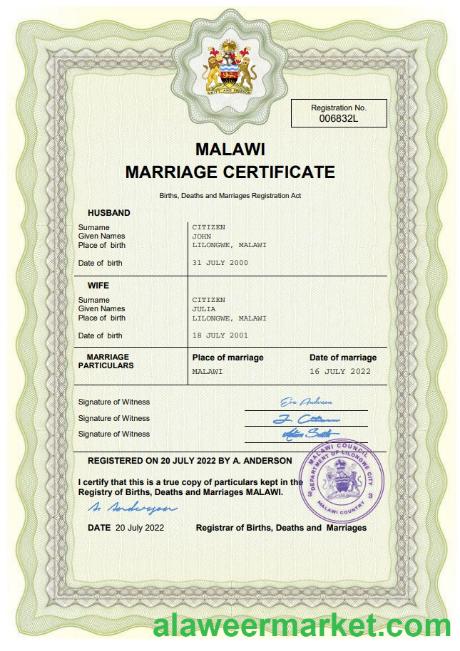 Registration No.
006832L
MALAWI
MARRIAGE CERTIFICATE
Births, Deaths and Marriages Registration Act
HUSBAND
Surname CITIZEN
Given Names JOHN
Place of birth LILONGWE, MALAWI
Date of birth 31 JULY 2000
WIFE
Surname CITIZEN
Given Names JULIA
Place of birth LILONGWE, MALAWI
Date of birth 18 JULY 2001
MARRIAGE PARTICULARS
Place of marriage Date of marriage
MALAWI 16 JULY 2022
Signature of Witness
Signature of Witness
Signature of Witness
REGISTERED ON 20 JULY 2022 BY A. ANDERSON
I certify that this is a true copy of particulars kept in the
Registry of Births, Deaths and Marriages MALAWI.
A. Anderson
DATE 20 July 2022 Registrar of Births, Deaths and Marriages
MALAWI COUNCIL
DEPARTMENT OF LILONGWE CITY
MALAWI COUNTRY
alaweermarket.com